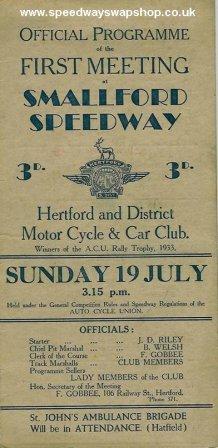 www.speedwayswapshop.co.uk
OFFICIAL PROGRAMME
of the
FIRST MEETING
at
SMALLFORD
SPEEDWAY
3D. 3D.
HERTFORD
Hertford and District
Motor Cycle & Car Club.
Winners of the A.C.U. Rally Trophy, 1933.
SUNDAY 19 JULY
3.15 p.m.
Held under the General Competition Rules and Speedway Regulations of the
AUTO CYCLE UNION.
OFFICIALS:
Starter ... ... ... J. D. RILEY
Chief Pit Marshal ... ... B. WELSH
Clerk of the Course ... F. GOBBEE
Track Marshalls ... CLUB MEMBERS
Programme Sellers
LADY MEMBERS of the CLUB
Hon. Secretary of the Meeting
F. GOBBEE, 106 Railway St., Hertford.
St. JOHN'S AMBULANCE BRIGADE
Will be in ATTENDANCE (Hatfield)